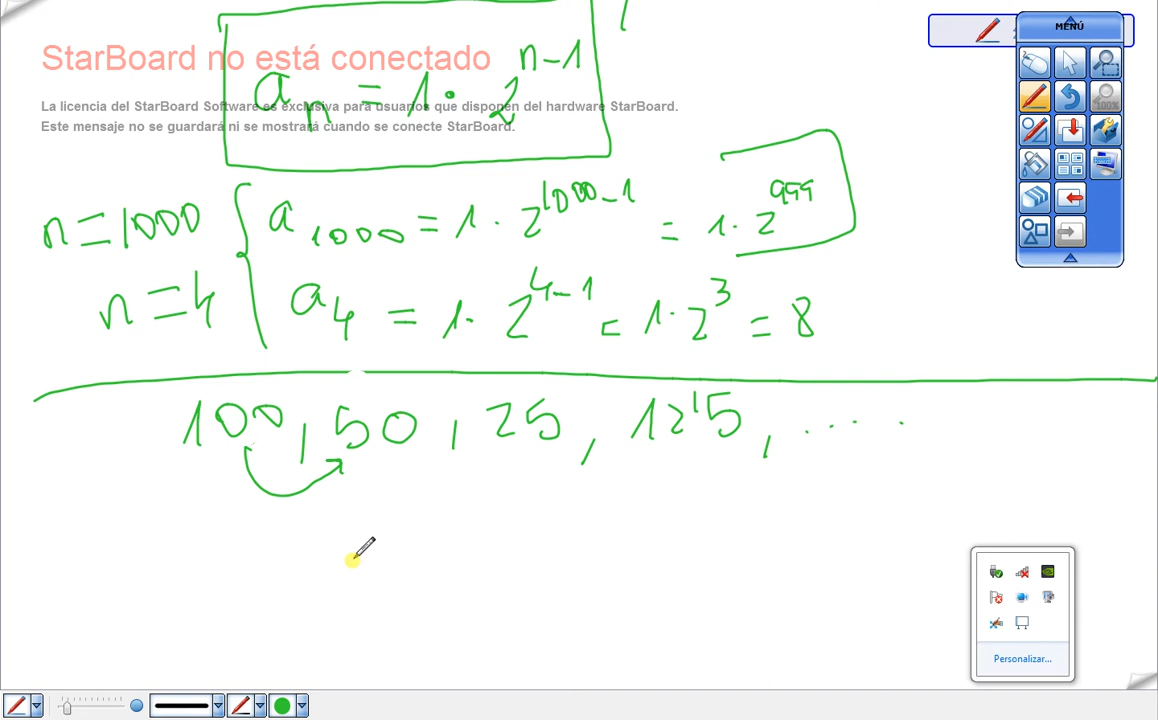 MENÚ
StarBoard no está conectado
La licencia del StarBoard Software es exclusiva para usuarios que disponen del hardware StarBoard.
Este mensaje no se guardará ni se mostrará cuando se conecte StarBoard.
100%
aₙ = 1 · 2ⁿ⁻¹
n = 1000 { a₁₀₀₀ = 1 · 2¹⁰⁰⁰⁻¹ = 1 · 2⁹⁹⁹
n = 4 { a₄ = 1 · 2⁴⁻¹ = 1 · 2³ = 8
100 , 50 , 25 , 12'5 , .....
Personalizar...